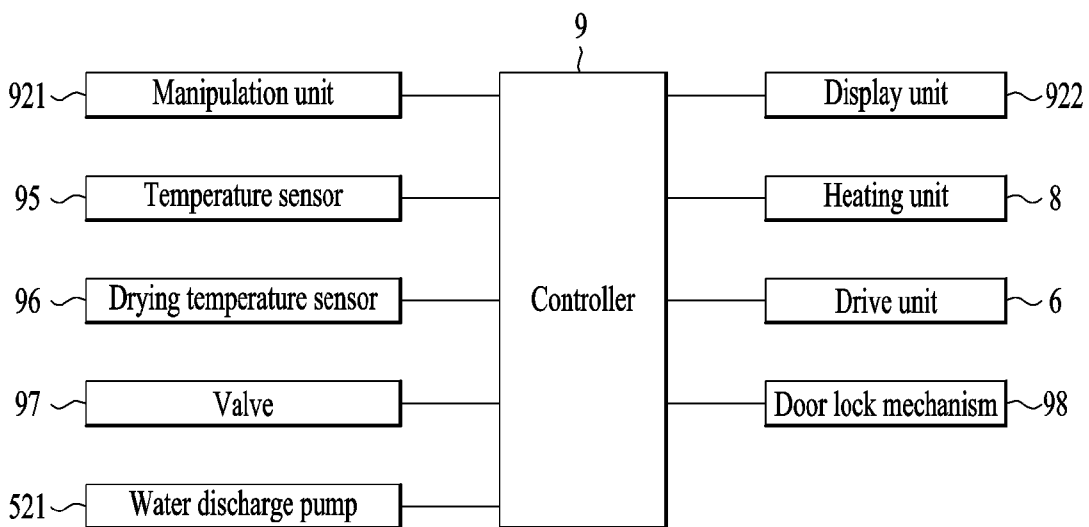 9
921 Manipulation unit
Display unit 922
95 Temperature sensor
Heating unit 8
96 Drying temperature sensor
Controller
Drive unit 6
97 Valve
Door lock mechanism 98
521 Water discharge pump